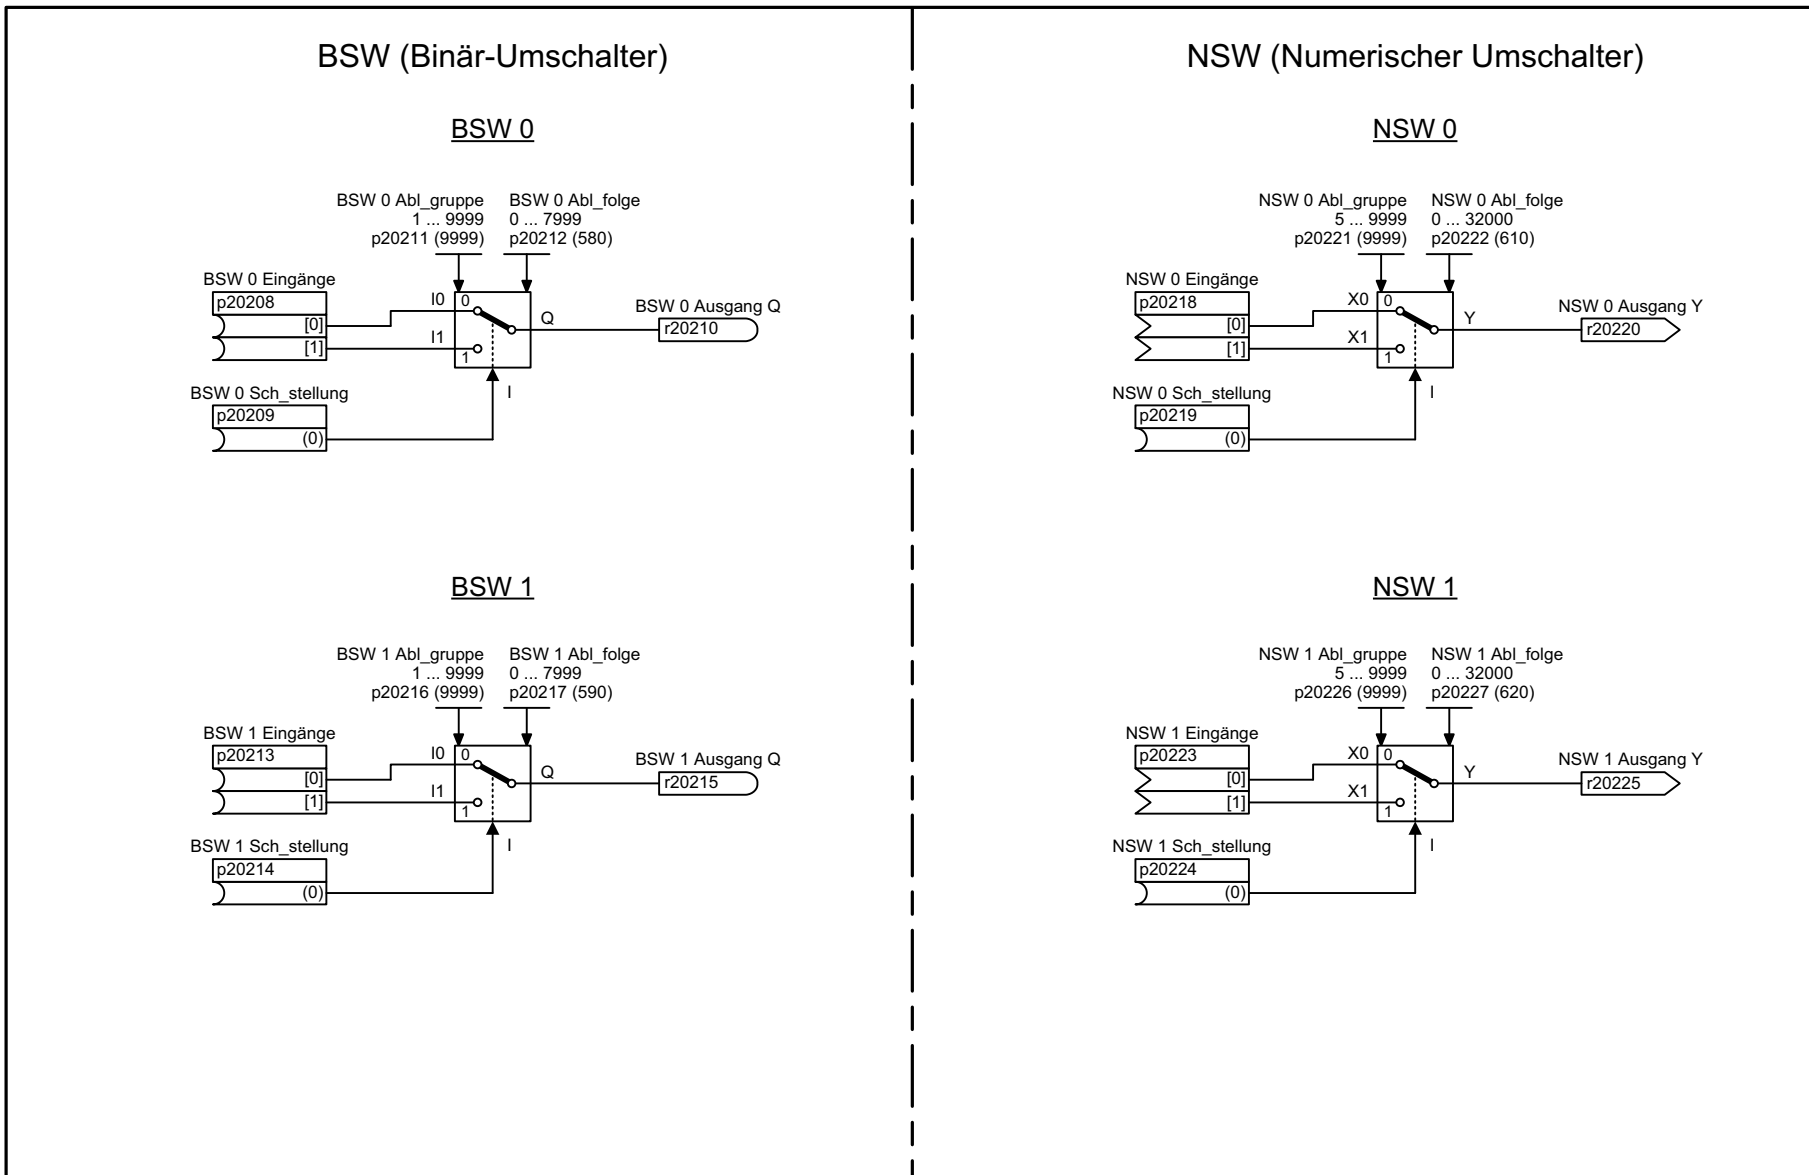 BSW (Binär-Umschalter)
BSW 0
BSW 0 Abl_gruppe
1 ... 9999
p20211 (9999)
BSW 0 Abl_folge
0 ... 7999
p20212 (580)
BSW 0 Eingänge
p20208
[0]
[1]
I0
I1
0
1
Q
I
BSW 0 Ausgang Q
r20210
BSW 0 Sch_stellung
p20209
(0)
BSW 1
BSW 1 Abl_gruppe
1 ... 9999
p20216 (9999)
BSW 1 Abl_folge
0 ... 7999
p20217 (590)
BSW 1 Eingänge
p20213
[0]
[1]
I0
I1
0
1
Q
I
BSW 1 Ausgang Q
r20215
BSW 1 Sch_stellung
p20214
(0)
NSW (Numerischer Umschalter)
NSW 0
NSW 0 Abl_gruppe
5 ... 9999
p20221 (9999)
NSW 0 Abl_folge
0 ... 32000
p20222 (610)
NSW 0 Eingänge
p20218
[0]
[1]
X0
X1
0
1
Y
I
NSW 0 Ausgang Y
r20220
NSW 0 Sch_stellung
p20219
(0)
NSW 1
NSW 1 Abl_gruppe
5 ... 9999
p20226 (9999)
NSW 1 Abl_folge
0 ... 32000
p20227 (620)
NSW 1 Eingänge
p20223
[0]
[1]
X0
X1
0
1
Y
I
NSW 1 Ausgang Y
r20225
NSW 1 Sch_stellung
p20224
(0)